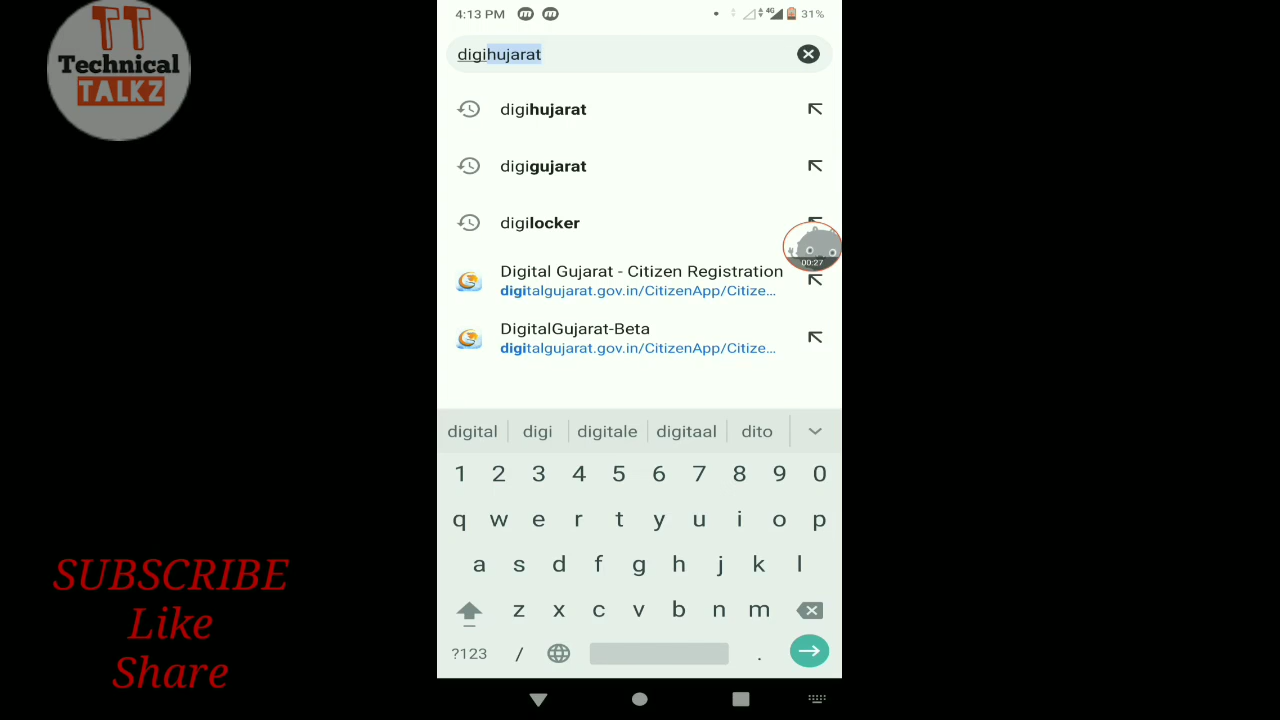 TT
Technical
TALKZ
4:13 PM
4G
31%
digihujarat
digihujarat
digigujarat
digilocker
00:27
Digital Gujarat - Citizen Registration
digitalgujarat.gov.in/CitizenApp/Citize...
DigitalGujarat-Beta
digitalgujarat.gov.in/CitizenApp/Citize...
digital digi digitale digitaal dito
1 2 3 4 5 6 7 8 9 0
q w e r t y u i o p
a s d f g h j k l
z x c v b n m
?123 / .
SUBSCRIBE
Like
Share